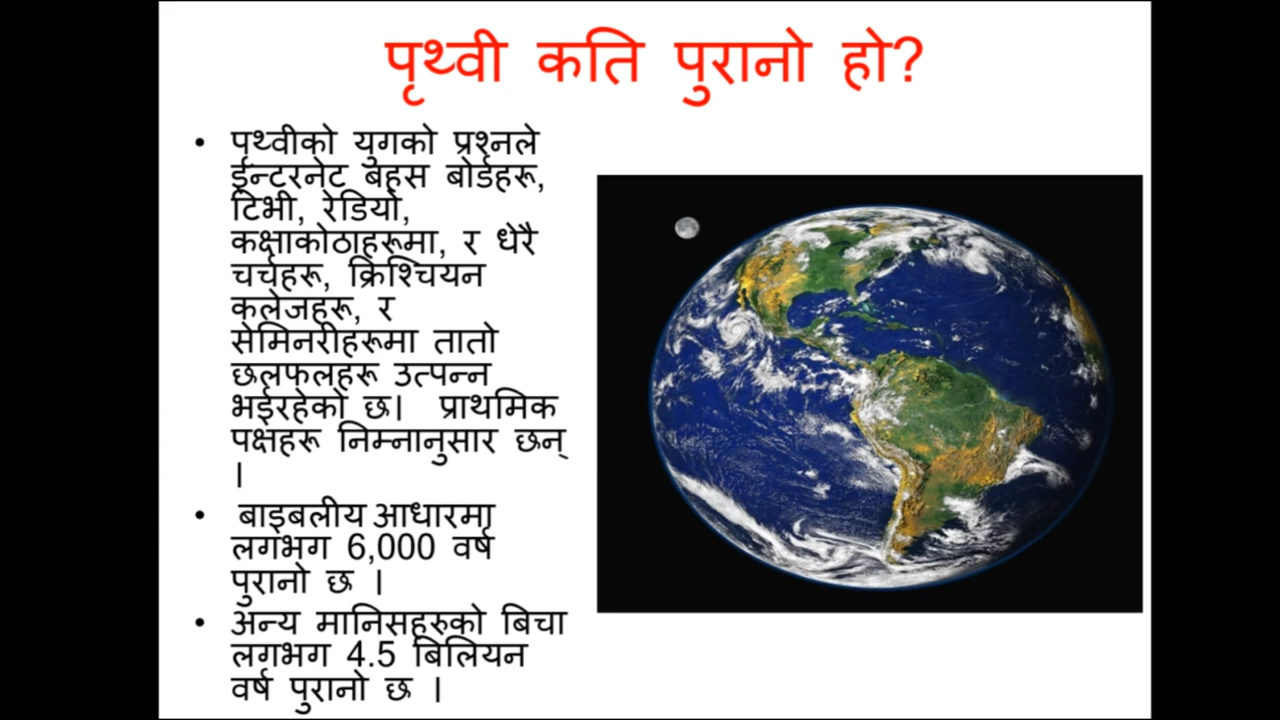 पृथ्वी कति पुरानो हो?
• पृथ्वीको युगको प्रश्नले
ईन्टरनेट बहस बोर्डहरू,
टिभी, रेडियो,
कक्षाकोठाहरूमा, र धेरै
चर्चहरू, क्रिश्चियन
कलेजहरू, र
सेमिनरीहरूमा तातो
छलफलहरू उत्पन्न
भईरहेको छ। प्राथमिक
पक्षहरू निम्नानुसार छन्
।
• बाइबलीय आधारमा
लगभग 6,000 वर्ष
पुरानो छ ।
• अन्य मानिसहरुको बिचा
लगभग 4.5 बिलियन
वर्ष पुरानो छ ।